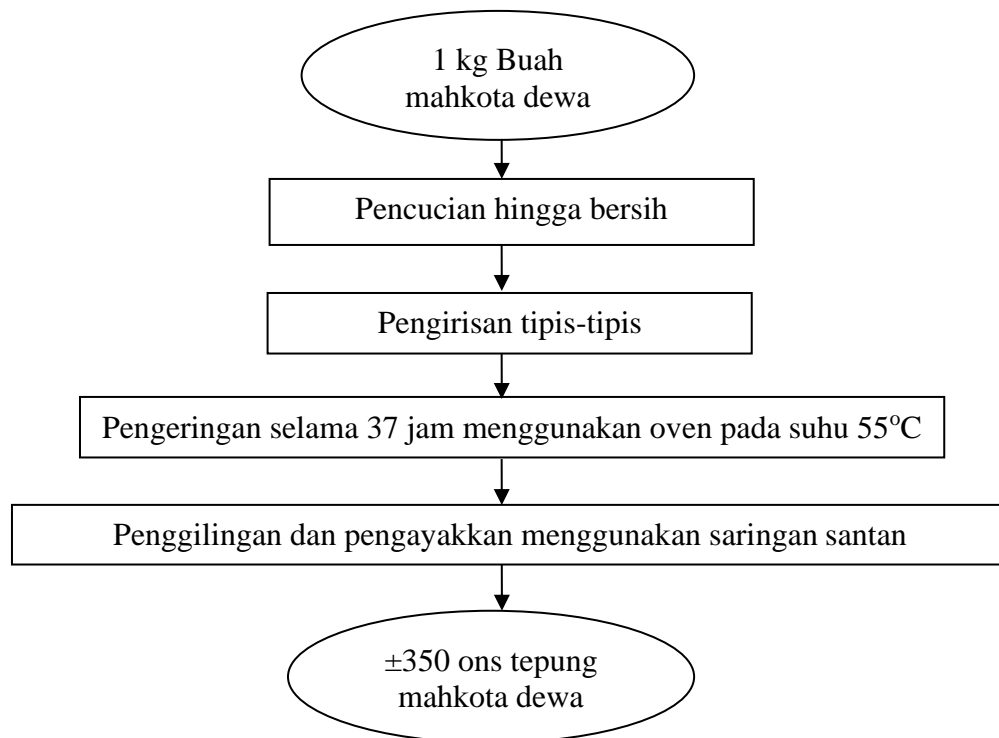 1 kg Buah
mahkota dewa
Pencucian hingga bersih
Pengirisan tipis-tipis
Pengeringan selama 37 jam menggunakan oven pada suhu 55°C
Penggilingan dan pengayakkan menggunakan saringan santan
±350 ons tepung
mahkota dewa